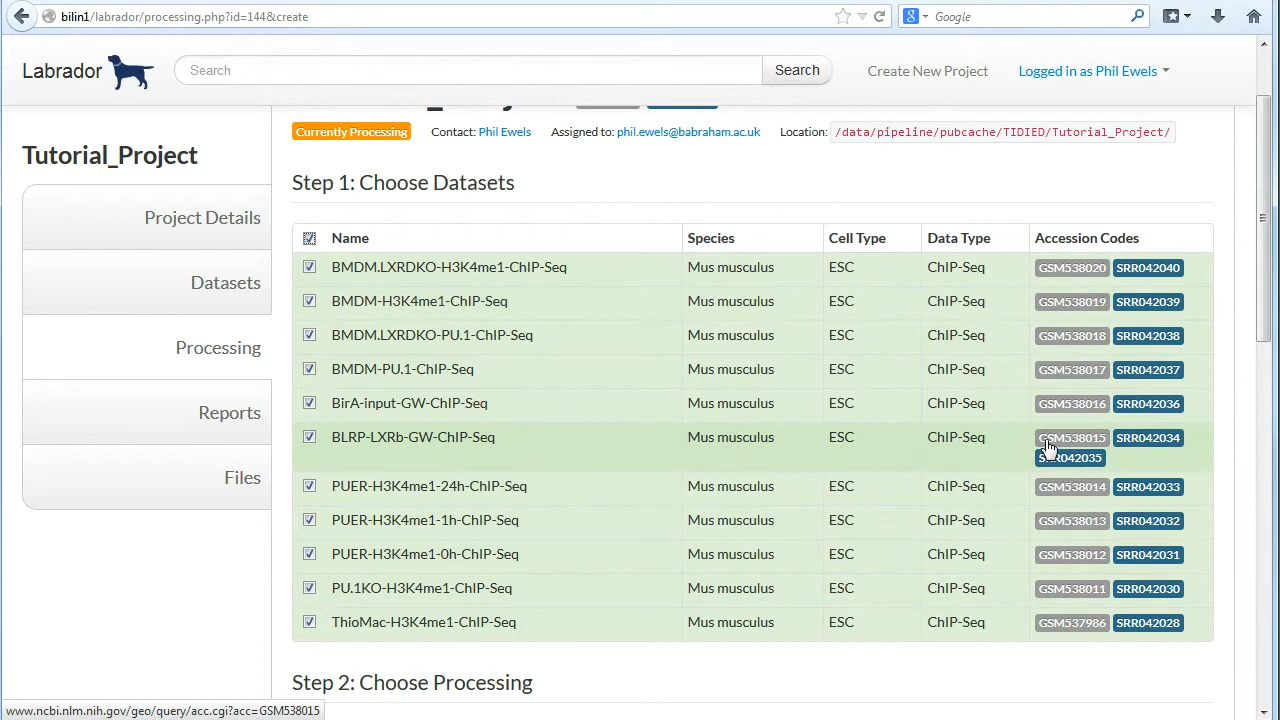 bilin1/labrador/processing.php?id=144&create
Google
Labrador
Search
Search
Create New Project
Logged in as Phil Ewels
Currently Processing
Contact: Phil Ewels
Assigned to: phil.ewels@babraham.ac.uk
Location: /data/pipeline/pubcache/TIDIED/Tutorial_Project/
Tutorial_Project
Project Details
Datasets
Processing
Reports
Files
Step 1: Choose Datasets
Name Species Cell Type Data Type Accession Codes
BMDM.LXRDKO-H3K4me1-ChIP-Seq Mus musculus ESC ChIP-Seq GSM538020 SRR042040
BMDM-H3K4me1-ChIP-Seq Mus musculus ESC ChIP-Seq GSM538019 SRR042039
BMDM.LXRDKO-PU.1-ChIP-Seq Mus musculus ESC ChIP-Seq GSM538018 SRR042038
BMDM-PU.1-ChIP-Seq Mus musculus ESC ChIP-Seq GSM538017 SRR042037
BirA-input-GW-ChIP-Seq Mus musculus ESC ChIP-Seq GSM538016 SRR042036
BLRP-LXRb-GW-ChIP-Seq Mus musculus ESC ChIP-Seq GSM538015 SRR042034
SRR042035
PUER-H3K4me1-24h-ChIP-Seq Mus musculus ESC ChIP-Seq GSM538014 SRR042033
PUER-H3K4me1-1h-ChIP-Seq Mus musculus ESC ChIP-Seq GSM538013 SRR042032
PUER-H3K4me1-0h-ChIP-Seq Mus musculus ESC ChIP-Seq GSM538012 SRR042031
PU.1KO-H3K4me1-ChIP-Seq Mus musculus ESC ChIP-Seq GSM538011 SRR042030
ThioMac-H3K4me1-ChIP-Seq Mus musculus ESC ChIP-Seq GSM537986 SRR042028
Step 2: Choose Processing
www.ncbi.nlm.nih.gov/geo/query/acc.cgi?acc=GSM538015